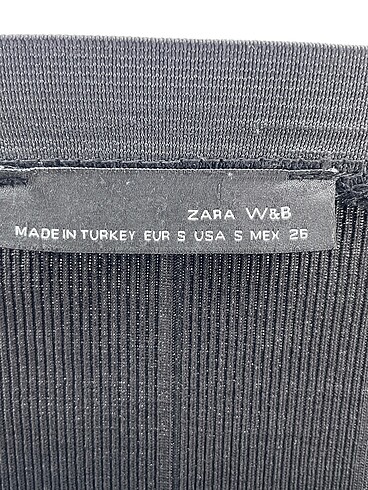 ZARA W&B
MADE IN TURKEY EUR S USA S MEX 26